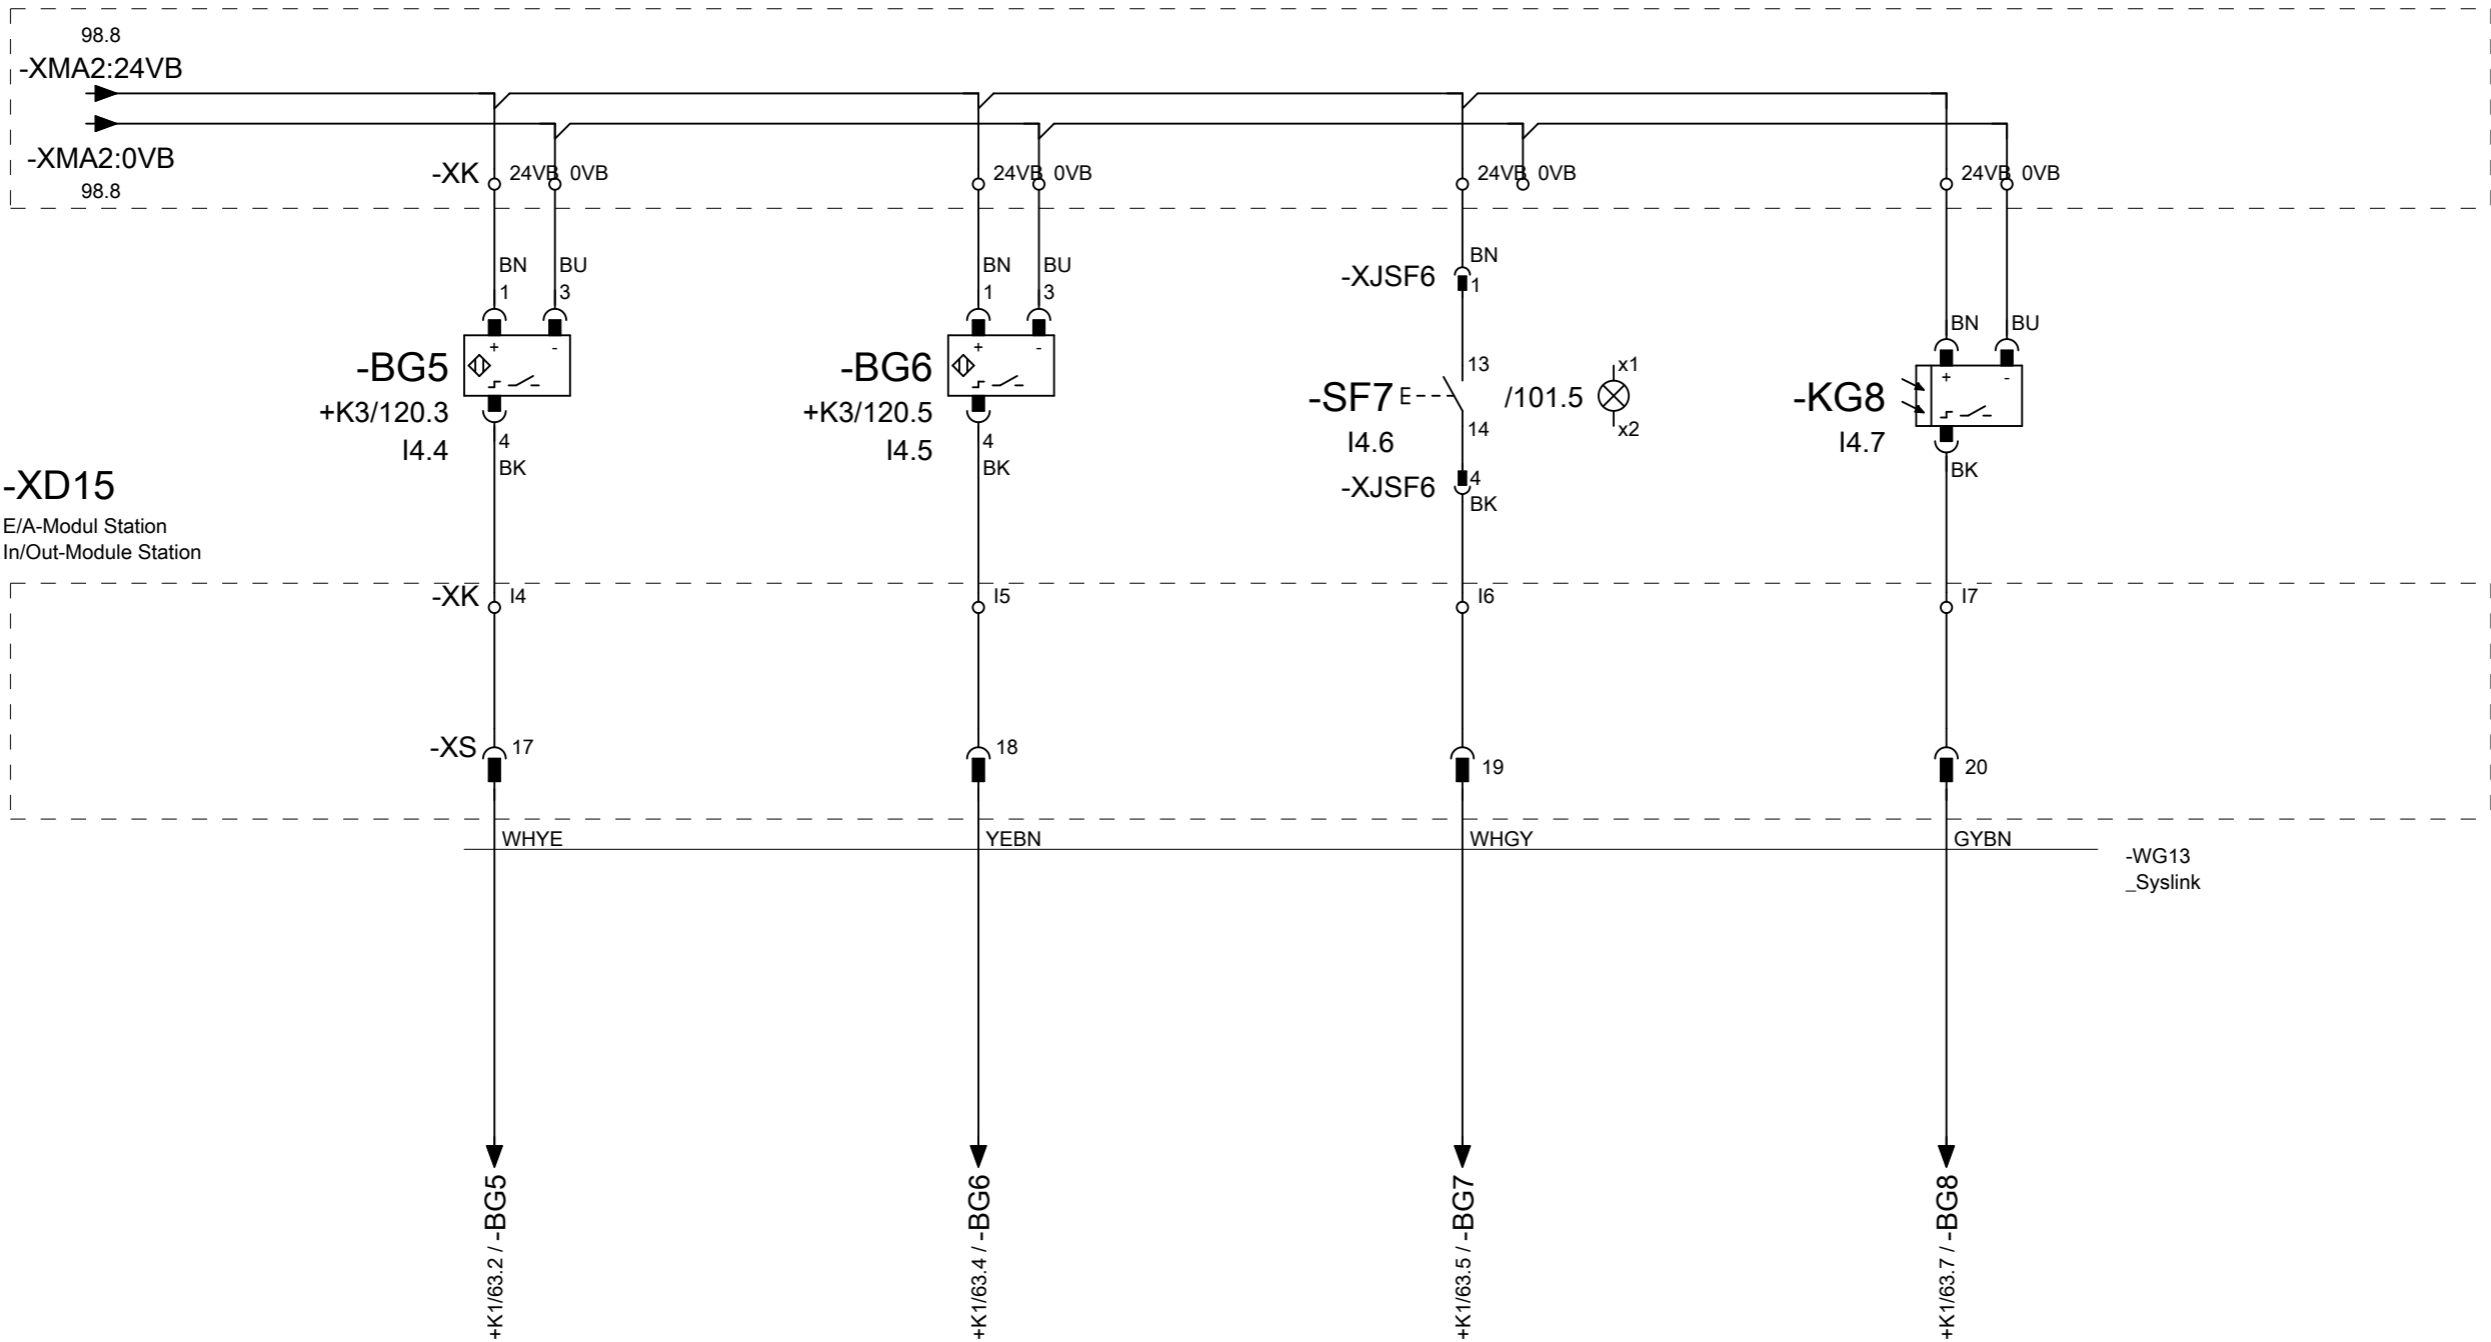 98.8
-XMA2:24VB
-XMA2:0VB
98.8
-XK 24VB 0VB 24VB 0VB 24VB 0VB 24VB 0VB
BN BU BN BU BN BN BU
1 3 1 3 -XJSF6 1
+ - + - + -
-BG5 -BG6 13 x1
-SF7 E /101.5 -KG8
+K3/120.3 +K3/120.5 14 x2
I4.4 I4.5 I4.6 I4.7
4 4 -XJSF6 4
BK BK BK BK
-XD15
E/A-Modul Station
In/Out-Module Station
-XK I4 I5 I6 I7
-XS 17 18 19 20
WHYE YEBN WHGY GYBN
-WG13
_Syslink
+K1/63.2 / -BG5
+K1/63.4 / -BG6
+K1/63.5 / -BG7
+K1/63.7 / -BG8